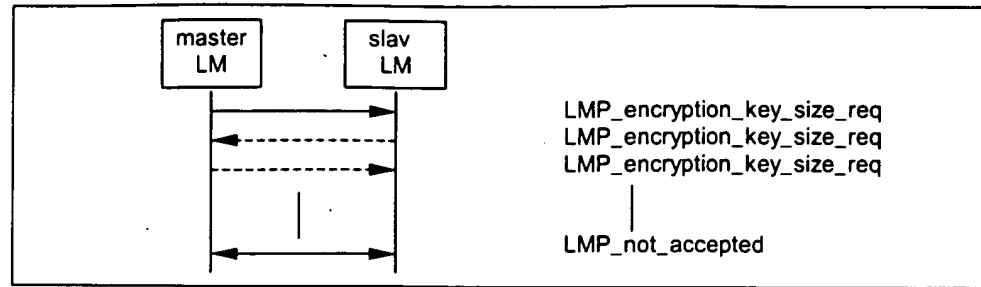 master
LM
slav
LM
LMP_encryption_key_size_req
LMP_encryption_key_size_req
LMP_encryption_key_size_req
LMP_not_accepted